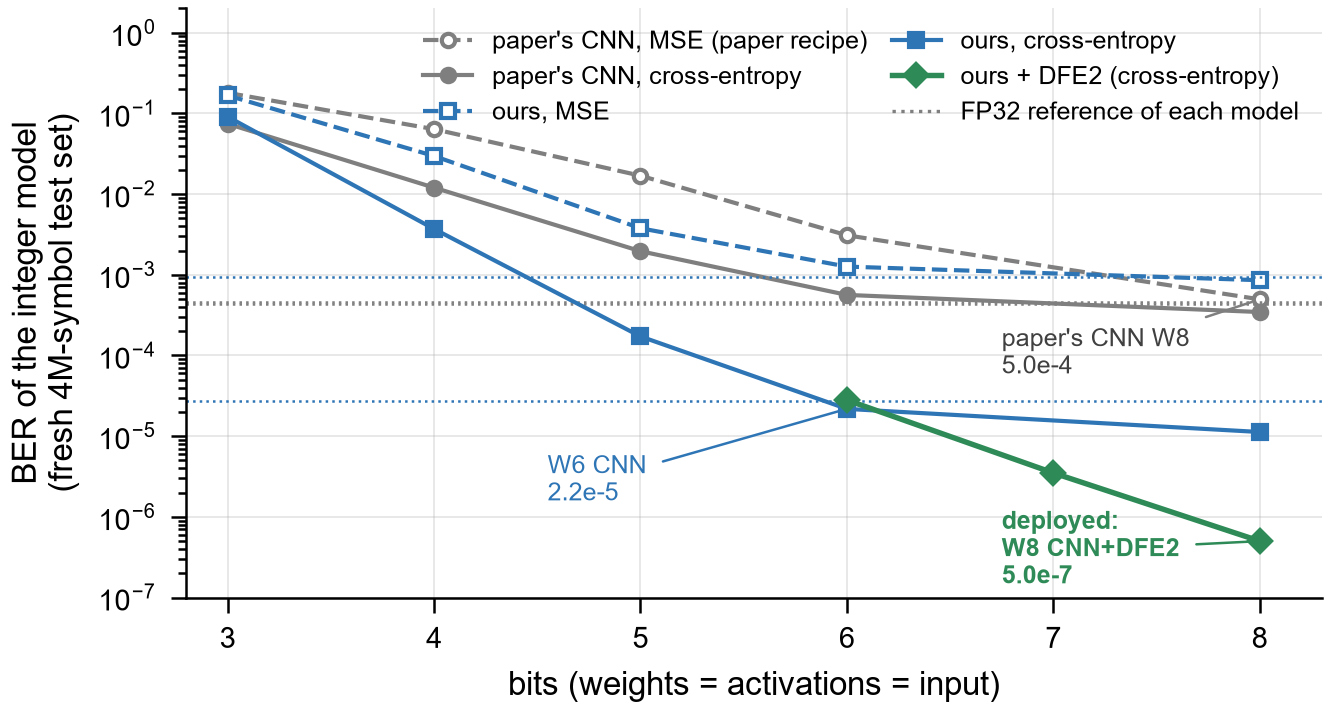 BER of the integer model
(fresh 4M-symbol test set)
10^0
10^-1
10^-2
10^-3
10^-4
10^-5
10^-6
10^-7
paper's CNN, MSE (paper recipe)
paper's CNN, cross-entropy
ours, MSE
ours, cross-entropy
ours + DFE2 (cross-entropy)
FP32 reference of each model
paper's CNN W8
5.0e-4
W6 CNN
2.2e-5
deployed:
W8 CNN+DFE2
5.0e-7
3 4 5 6 7 8
bits (weights = activations = input)